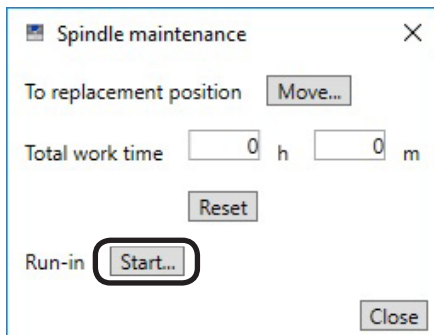 Spindle maintenance
To replacement position Move...
Total work time 0 h 0 m
Reset
Run-in Start...
Close